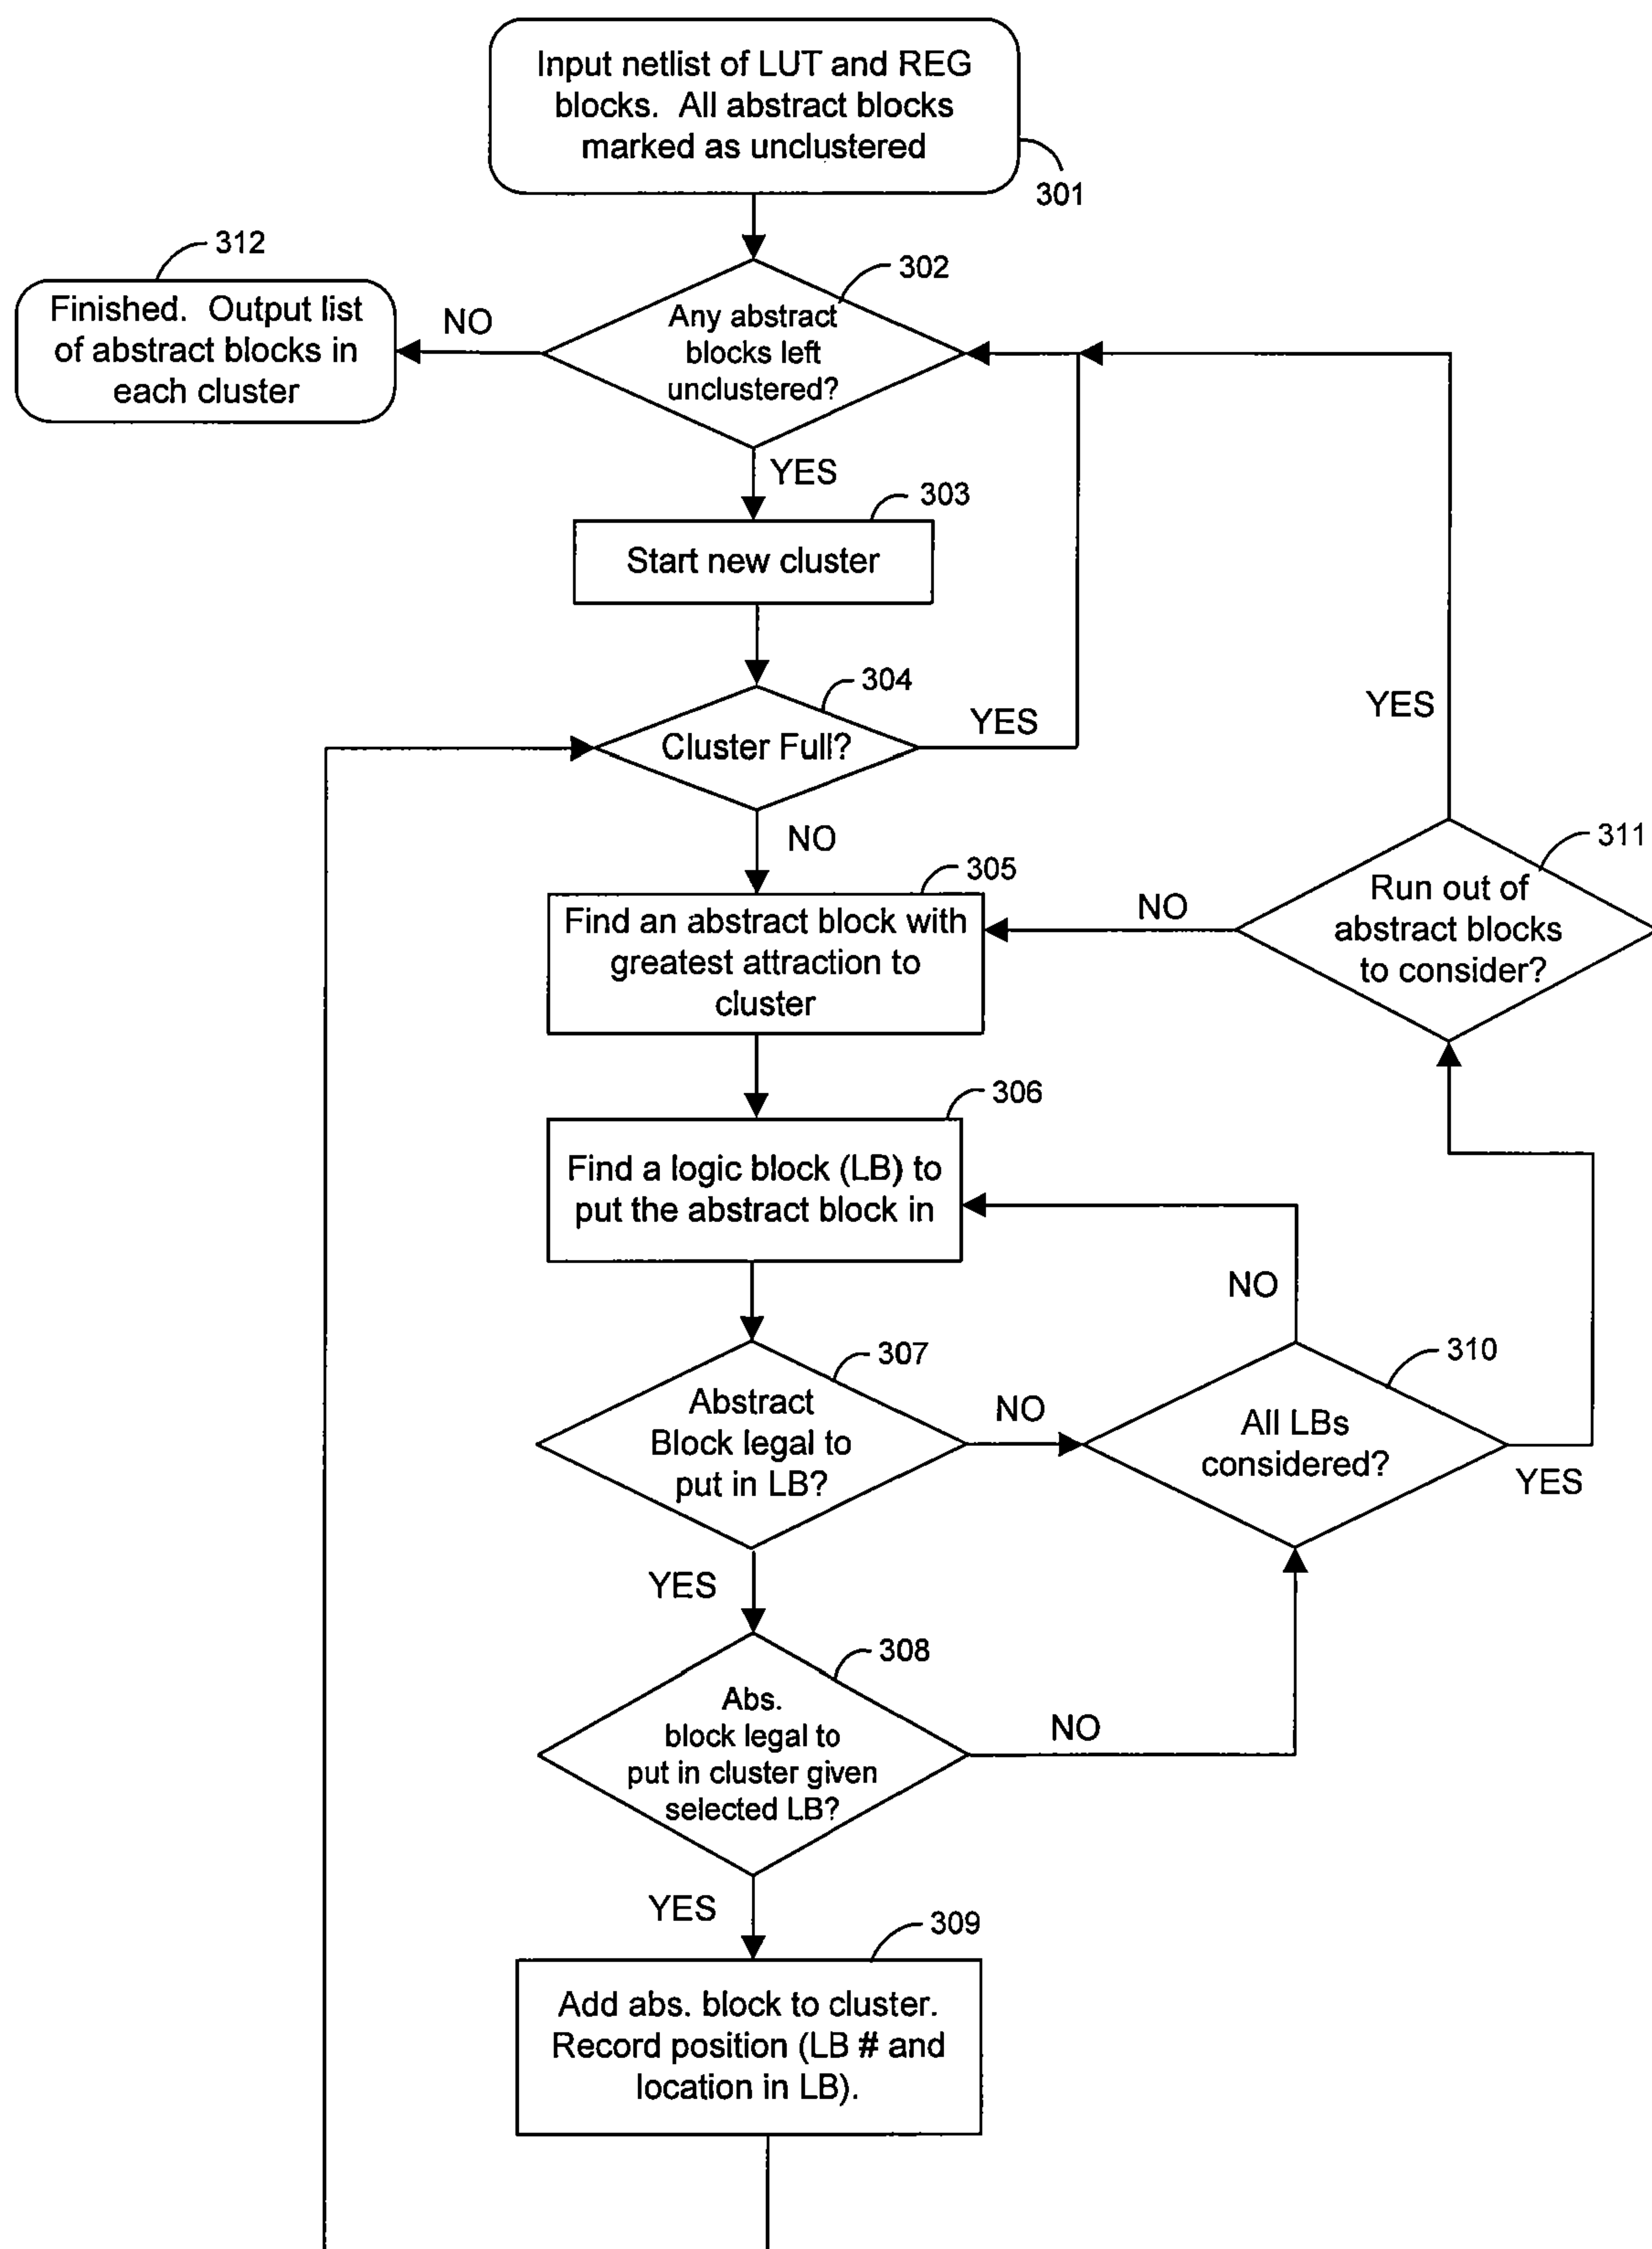 Input netlist of LUT and REG
blocks. All abstract blocks
marked as unclustered
301
312
Finished. Output list
of abstract blocks in
each cluster
NO
302
Any abstract
blocks left
unclustered?
YES
303
Start new cluster
304
Cluster Full?
YES
YES
NO
311
Run out of
abstract blocks
to consider?
NO
305
Find an abstract block with
greatest attraction to
cluster
306
Find a logic block (LB) to
put the abstract block in
NO
307
Abstract
Block legal to
put in LB?
NO
310
All LBs
considered?
YES
YES
308
Abs.
block legal to
put in cluster given
selected LB?
NO
YES
309
Add abs. block to cluster.
Record position (LB # and
location in LB).